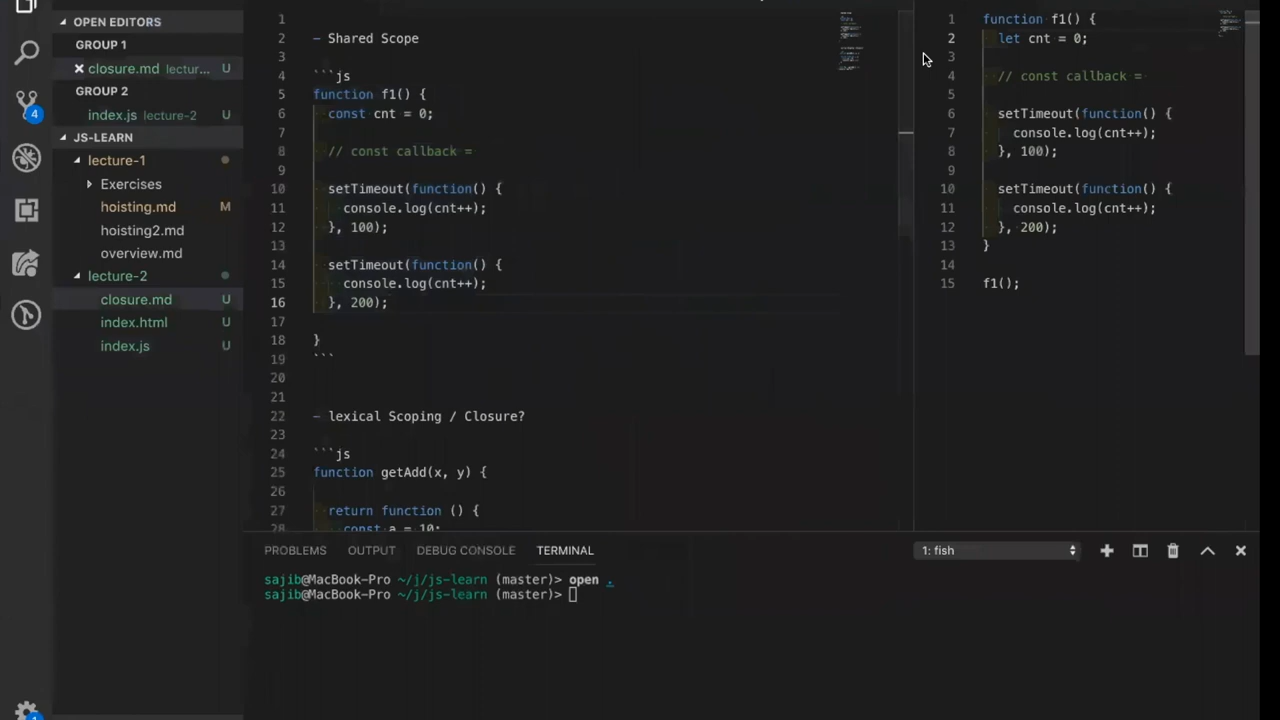 OPEN EDITORS
GROUP 1
closure.md lectur... U
GROUP 2
index.js lecture-2 U
4
JS-LEARN
lecture-1
Exercises
hoisting.md M
hoisting2.md
overview.md
lecture-2
closure.md U
index.html U
index.js U
1
2 - Shared Scope
3
4 ```js
5 function f1() {
6 const cnt = 0;
7
8 // const callback =
9
10 setTimeout(function() {
11 console.log(cnt++);
12 }, 100);
13
14 setTimeout(function() {
15 console.log(cnt++);
16 }, 200);
17
18 }
19 ```
20
21
22 - lexical Scoping / Closure?
23
24 ```js
25 function getAdd(x, y) {
26
27 return function () {
28 const a = 10;
1 function f1() {
2 let cnt = 0;
3
4 // const callback =
5
6 setTimeout(function() {
7 console.log(cnt++);
8 }, 100);
9
10 setTimeout(function() {
11 console.log(cnt++);
12 }, 200);
13 }
14
15 f1();
PROBLEMS OUTPUT DEBUG CONSOLE TERMINAL 1: fish
sajib@MacBook-Pro ~/j/js-learn (master)> open .
sajib@MacBook-Pro ~/j/js-learn (master)>
1